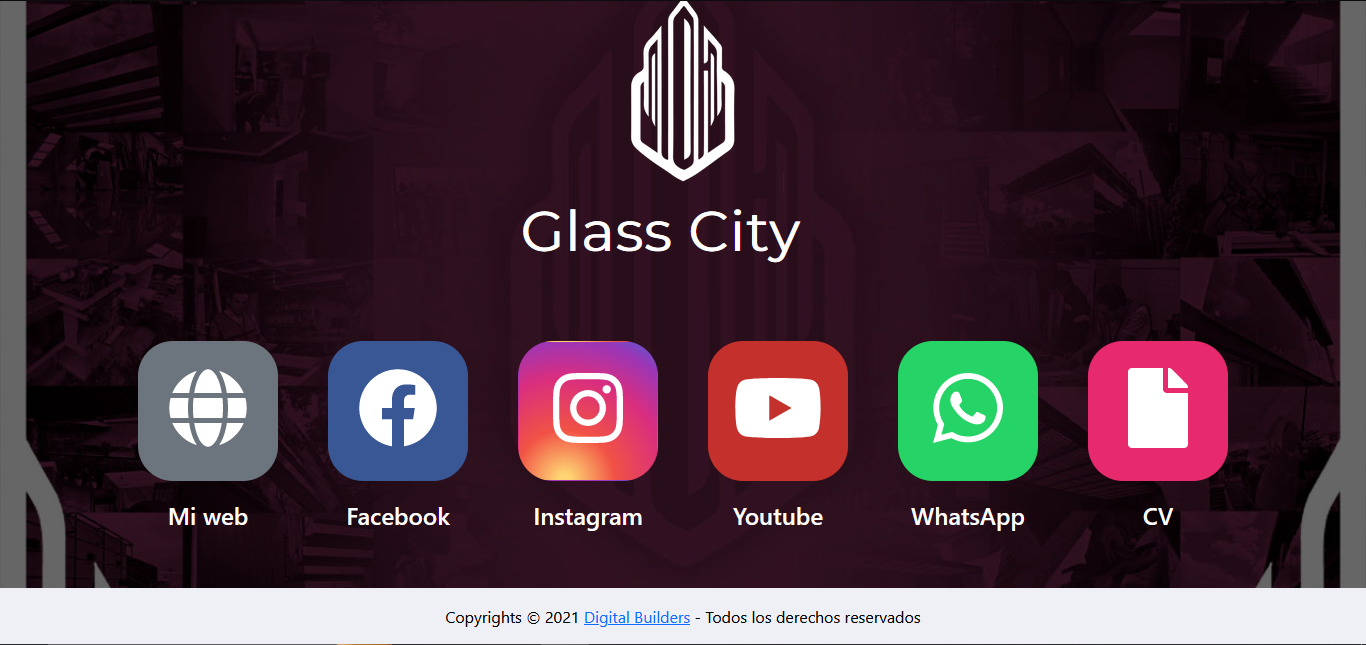 Glass City
Mi web
Facebook
Instagram
Youtube
WhatsApp
CV
Copyrights © 2021 Digital Builders - Todos los derechos reservados